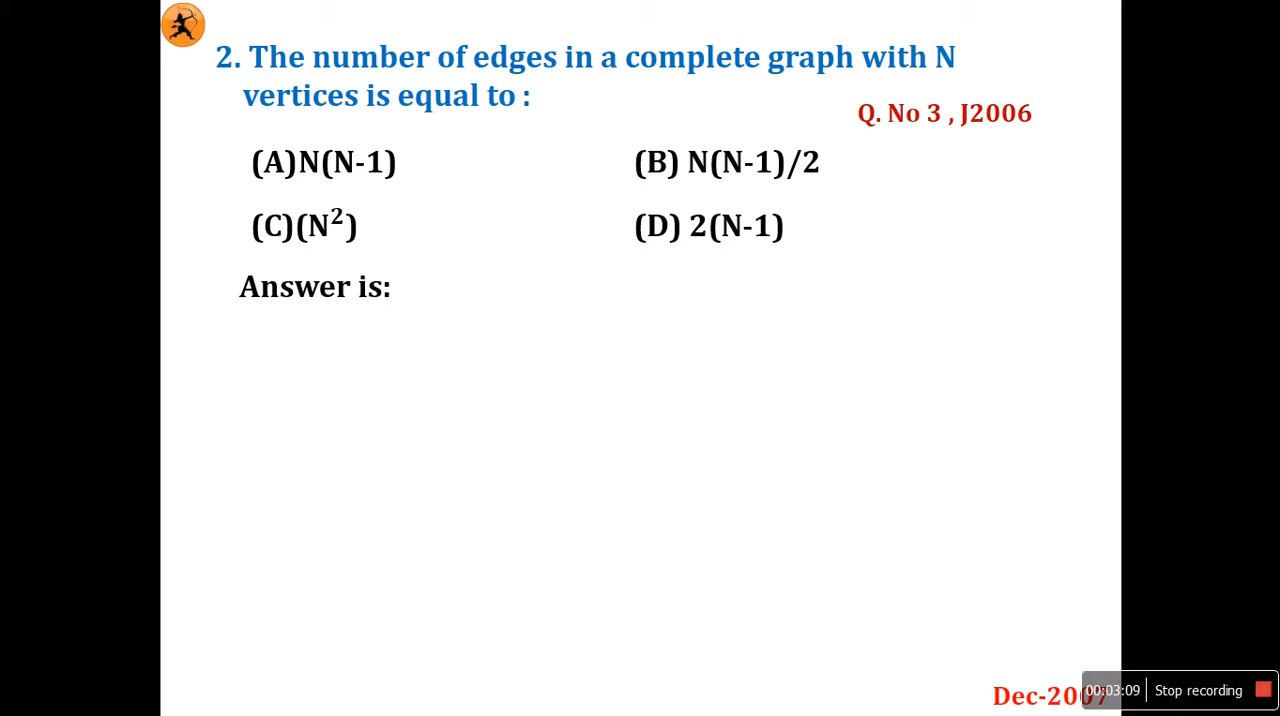 2. The number of edges in a complete graph with N
vertices is equal to :
Q. No 3 , J2006
(A)N(N-1) (B) N(N-1)/2
(C)(N²) (D) 2(N-1)
Answer is:
Dec-2007
00:03:09 Stop recording